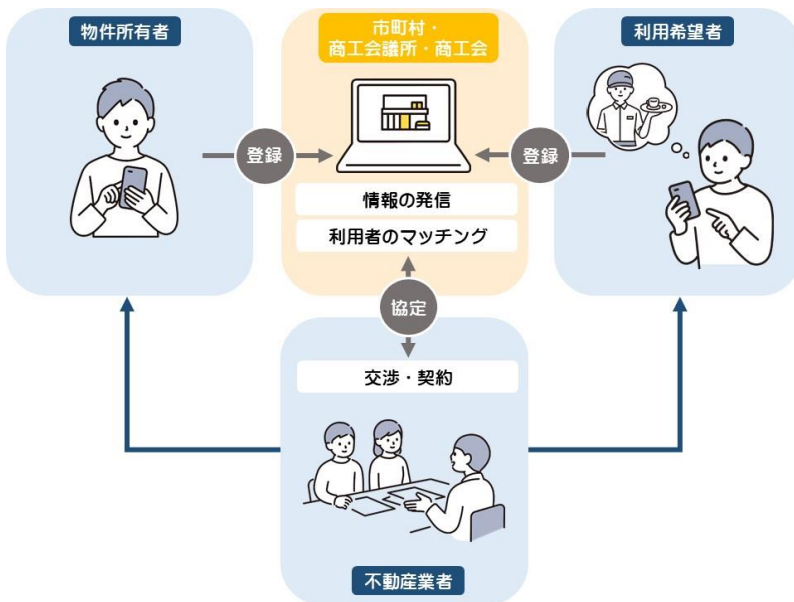 物件所有者
市町村・
商工会議所・商工会
利用希望者
登録
登録
情報の発信
利用者のマッチング
協定
交渉・契約
不動産業者